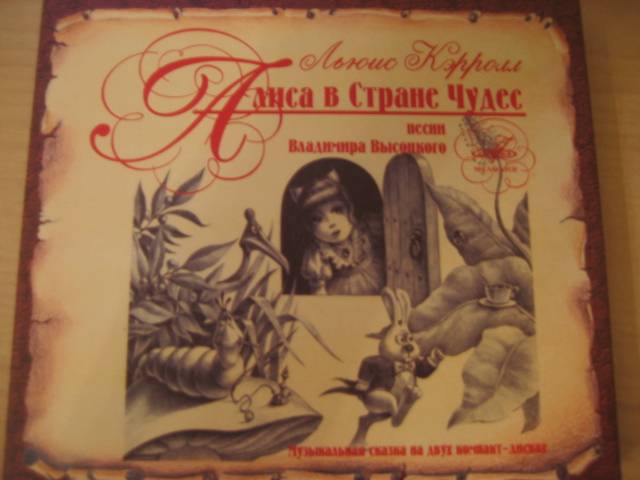 Льюис Кэрролл
Алиса в Стране Чудес
песни
Владимира Высоцкого
Музыкальная сказка на двух компакт-дисках